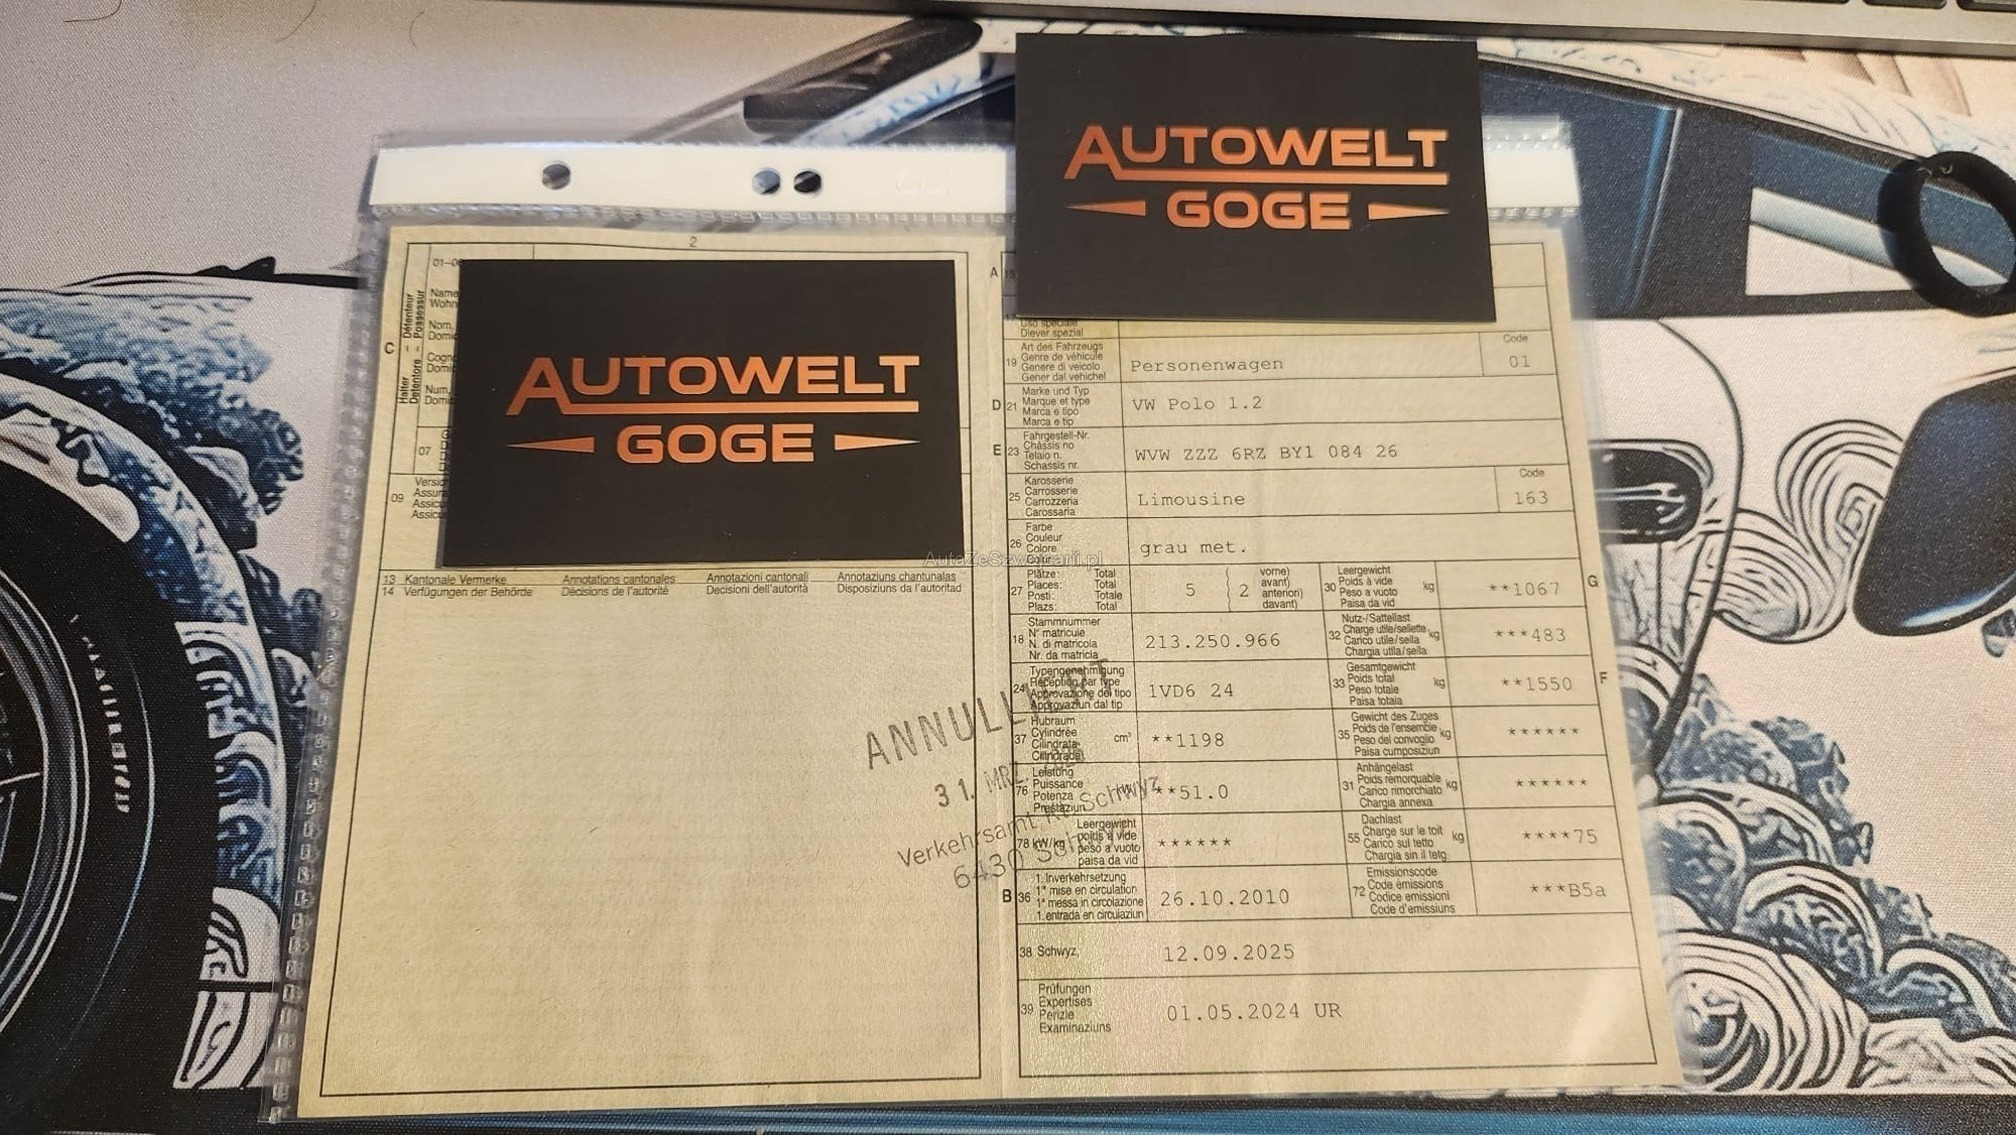 AUTOWELT
GOGE
AUTOWELT
GOGE
2
C
Halter - Détenteur
Detentore - Possessur
Name
Nom,
Num.
07
09
13 Kantonale Vermerke Annotations cantonales Annotazioni cantonali Annotaziuns chantunalas
14 Verfügungen der Behörde Décisions de l'autorité Decisioni dell'autorità Disposiziuns da l'autoritad
A
Diever spezial
19 Art des Fahrzeugs
Genre de véhicule
Genere di veicolo
Gener dal vehichel
Personenwagen
Code
01
D 21 Marke und Typ
Marque et type
Marca e tipo
Marca e tip
VW Polo 1.2
E 23 Fahrgestell-Nr.
Châssis no
Telaio n.
Schassis nr.
WVW ZZZ 6RZ BY1 084 26
25 Karosserie
Carrosserie
Carrozzeria
Carossaria
Limousine
Code
163
26 Farbe
Couleur
Colore
grau met.
27 Plätze: Total
Places: Total
Posti: Totale
Plazs: Total
5 2
vorne)
avant)
anteriori)
davant)
30 Leergewicht
Poids à vide
Peso a vuoto
Paisa da vid
kg
**1067
G
18 Stammnummer
N° matricule
N. di matricola
Nr. da matricla
213.250.966
32 Nutz-/Sattellast
Charge utile/sellette
Carico utile/sella
Chargia utila/sella
kg
***483
24 Typengenehmigung
Réception par type
Approvazione del tipo
Approvaziun dal tip
1VD6 24
33 Gesamtgewicht
Poids total
Peso totale
Paisa totala
kg
**1550
F
37 Hubraum
Cylindrée
Cilindrata
cm³
**1198
35 Gewicht des Zuges
Poids de l'ensemble
Peso del convoglio
Paisa cumposiziun
kg
******
76 Leistung
Puissance
Potenza
Prestaziun
**51.0
31 Anhängelast
Poids remorquable
Carico rimorchiato
Chargia annexa
kg
******
78 kW/kg Leergewicht
poids à vide
peso a vuoto
paisa da vid
******
55 Dachlast
Charge sur le toit
Carico sul tetto
Chargia sin il tetg
kg
****75
B 36 1. Inverkehrsetzung
1re mise en circulation
1a messa in circolazione
1. entrada en circulaziun
26.10.2010
72 Emissionscode
Code émissions
Codice emissioni
Code d'emissiuns
***B5a
38 Schwyz,
12.09.2025
39 Prüfungen
Expertises
Perizie
Examinaziuns
01.05.2024 UR
31. MRZ.
Verkehrsamt Schwyz
6430
AutaZeSzwajcarii.pl